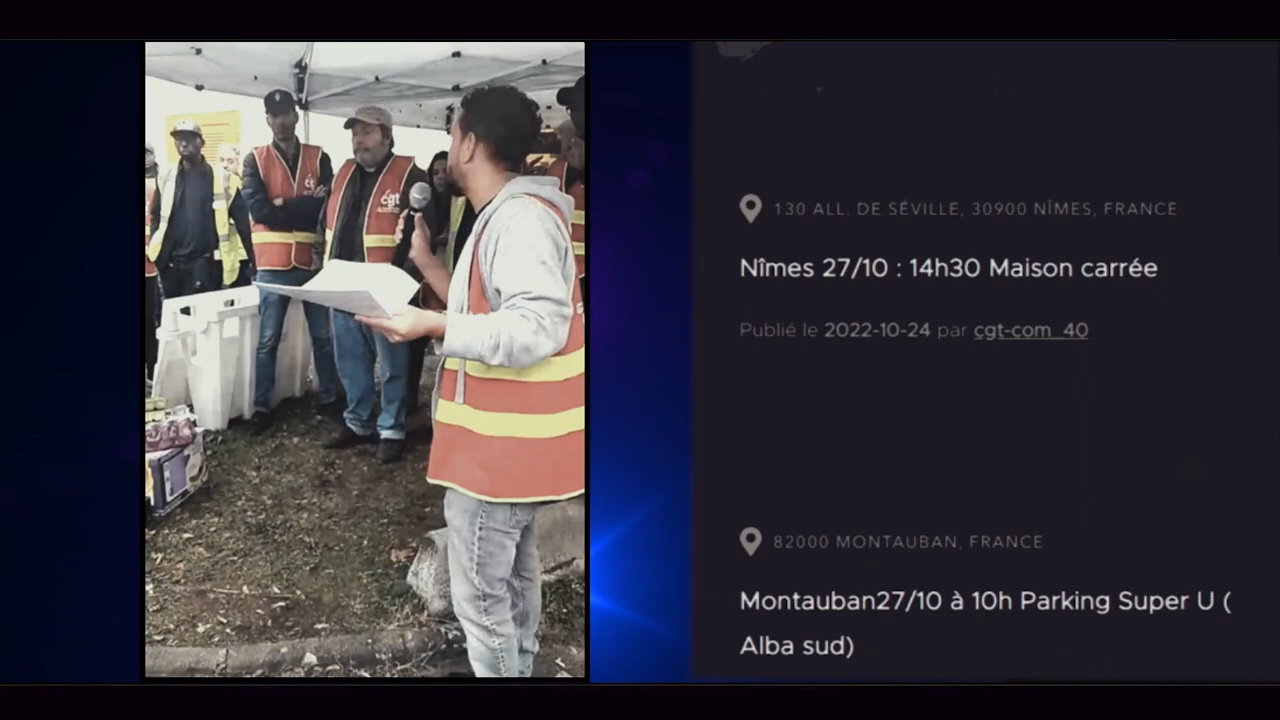 cgt
130 ALL. DE SÉVILLE, 30900 NÎMES, FRANCE
Nîmes 27/10 : 14h30 Maison carrée
Publié le 2022-10-24 par cgt-com_40
82000 MONTAUBAN, FRANCE
Montauban27/10 à 10h Parking Super U (
Alba sud)